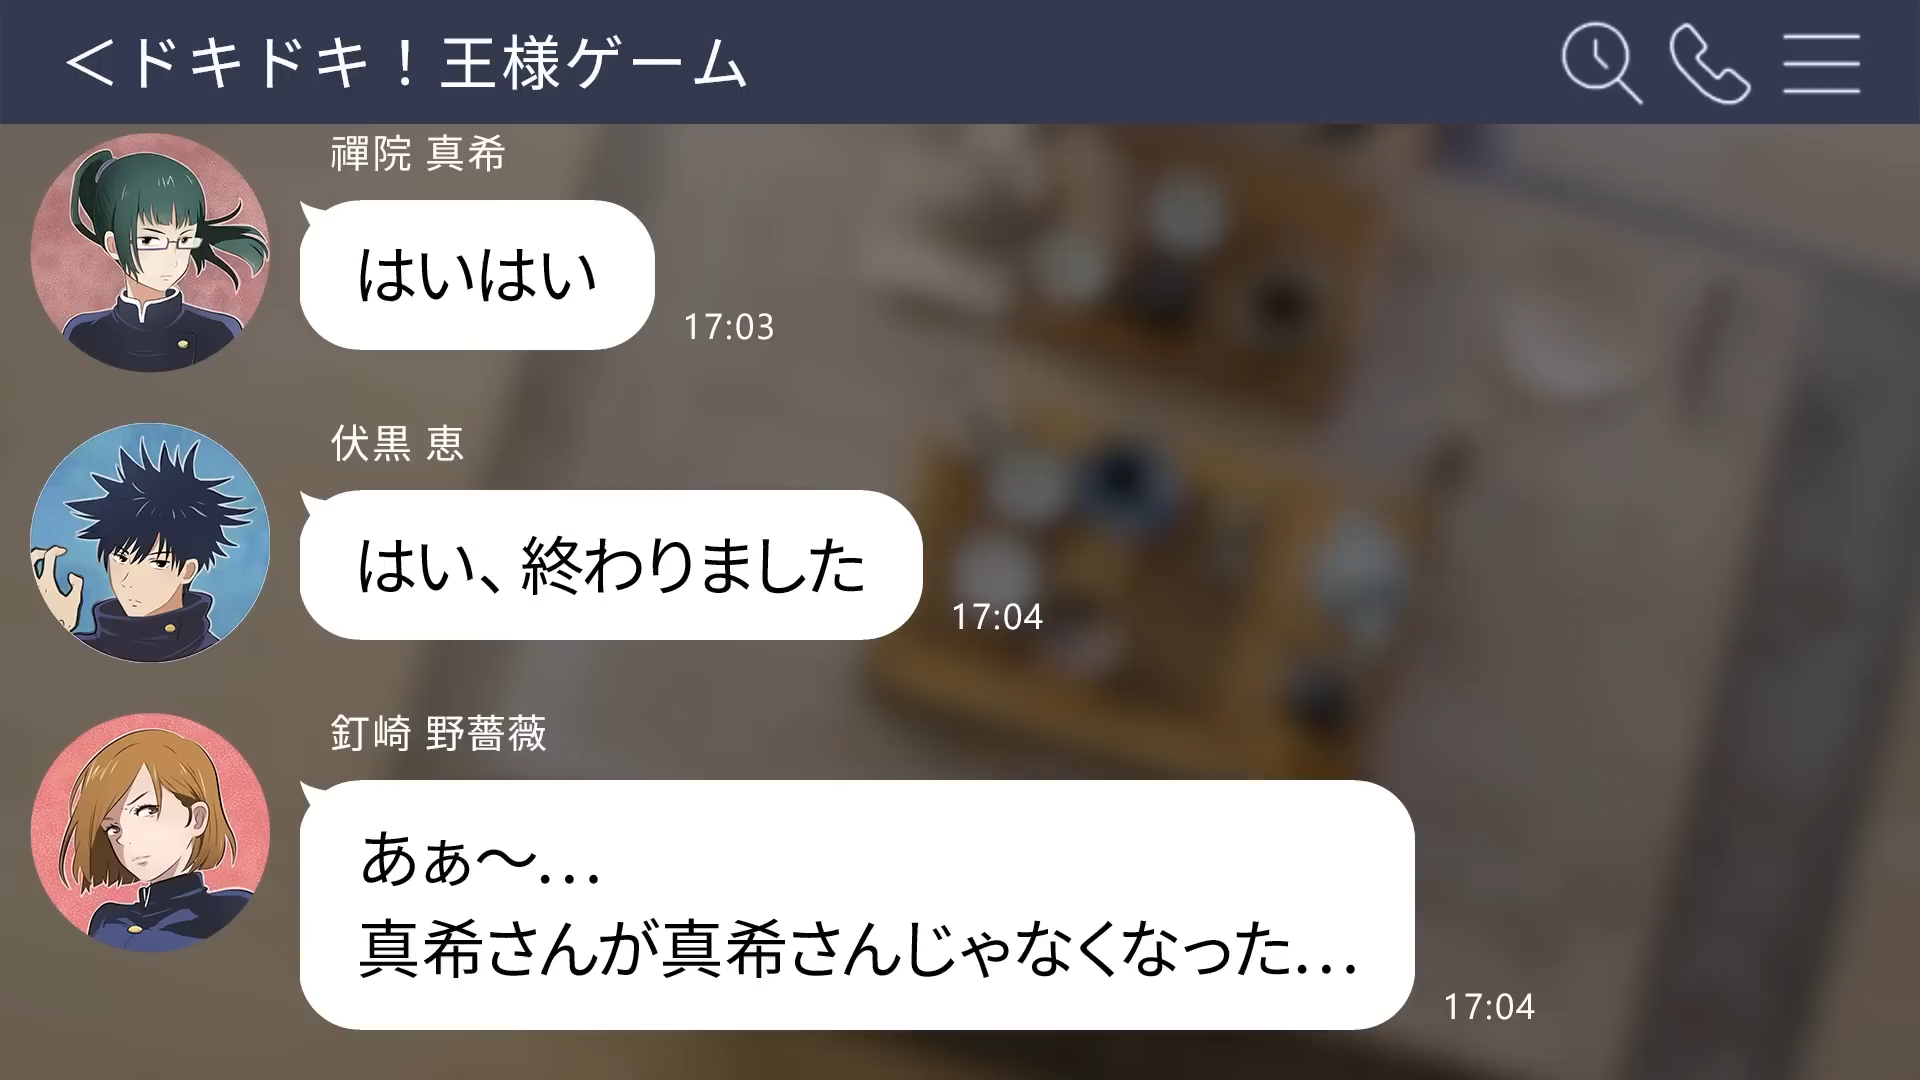 ＜ドキドキ！王様ゲーム
禪院 真希
はいはい
17:03
伏黒 恵
はい、終わりました
17:04
釘崎 野薔薇
あぁ〜…
真希さんが真希さんじゃなくなった…
17:04